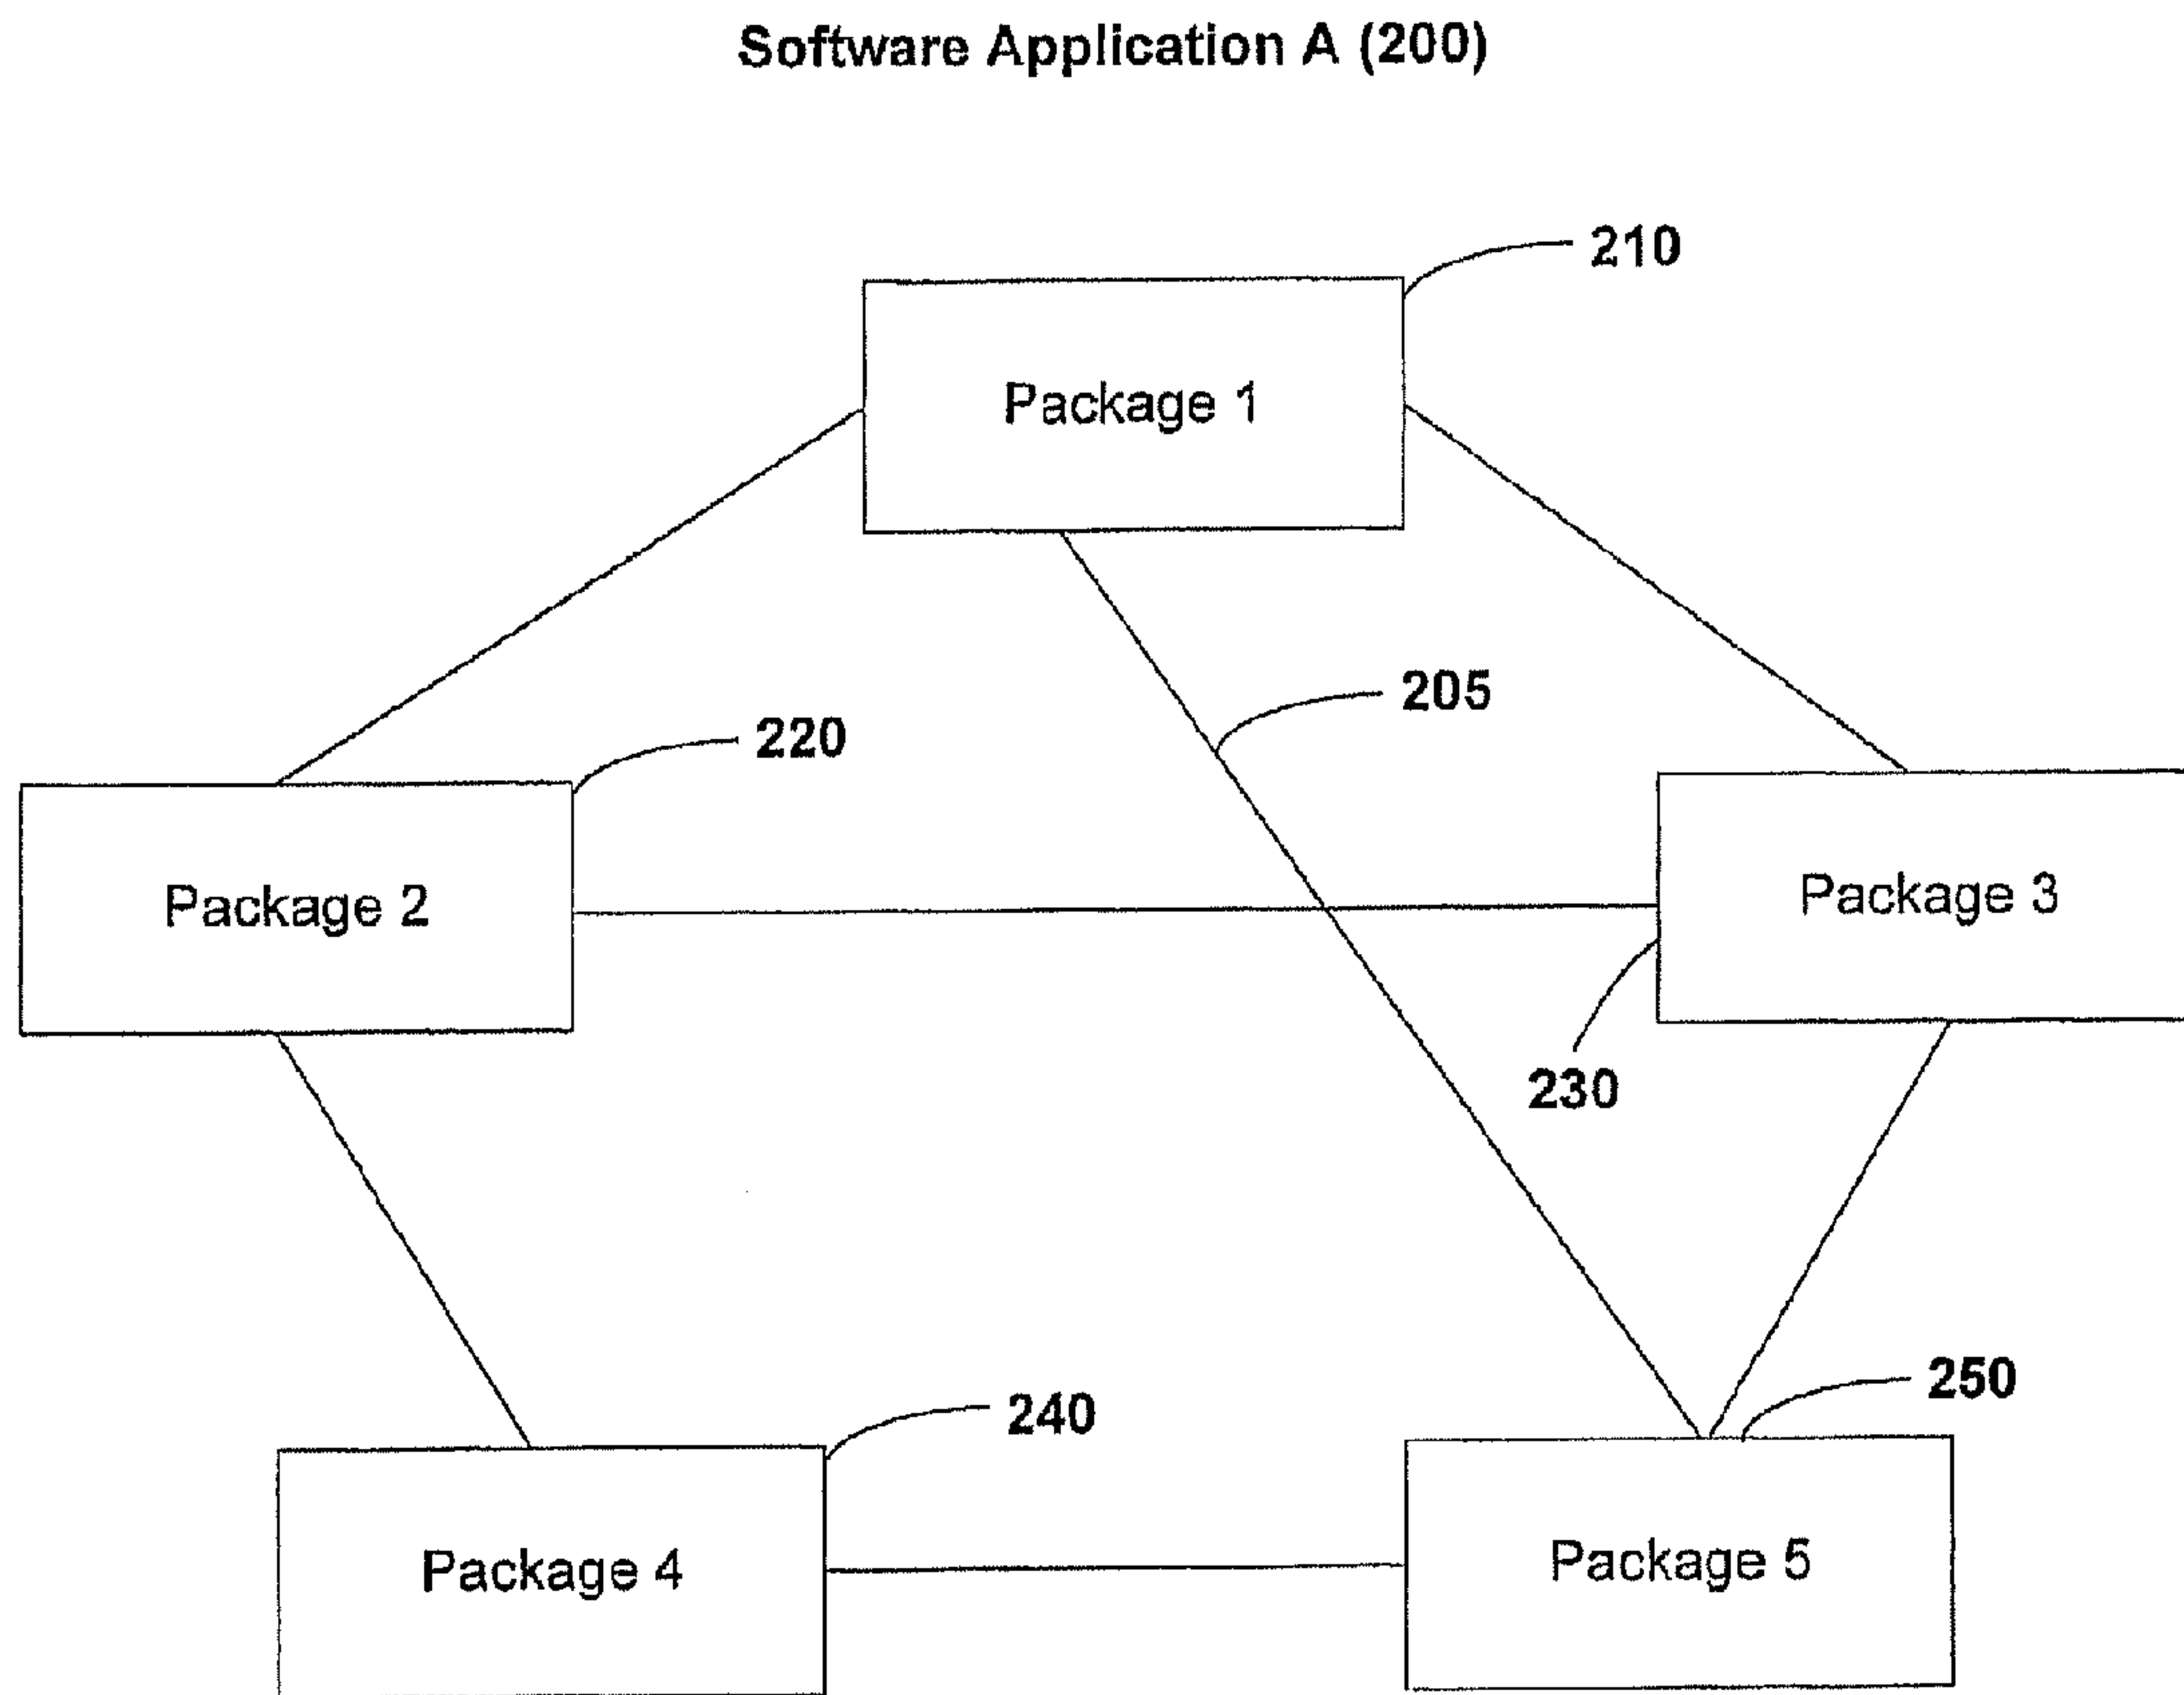 Software Application A (200)
210
Package 1
205
220
Package 2
Package 3
230
250
240
Package 4
Package 5